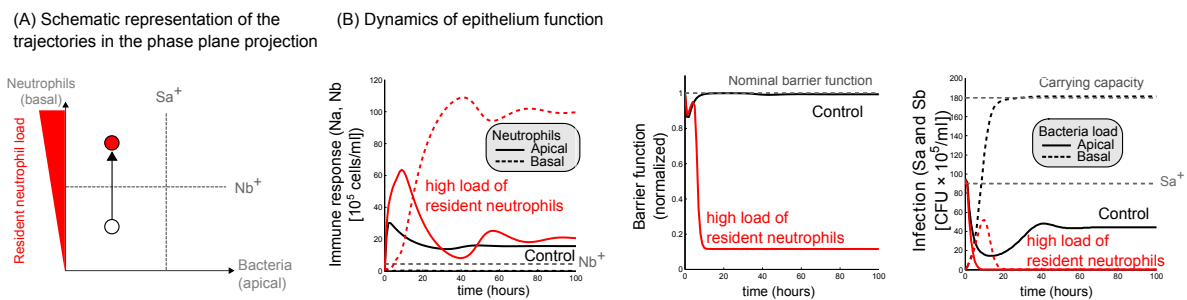 (A) Schematic representation of the
trajectories in the phase plane projection
(B) Dynamics of epithelium function
Neutrophils
(basal)
Resident neutrophil load
Sa+
Nb+
Bacteria
(apical)
Immune response (Na, Nb)
[10^5 cells/ml]
120
100
80
60
40
20
0
0 20 40 60 80 100
time (hours)
Neutrophils
Apical
Basal
high load of
resident neutrophils
Control
Nb+
Barrier function
(normalized)
1
0.8
0.6
0.4
0.2
0
0 20 40 60 80 100
time (hours)
Nominal barrier function
Control
high load of
resident neutrophils
Infection (Sa and Sb)
[CFU × 10^5/ml]
200
180
160
140
120
100
80
60
40
20
0
0 20 40 60 80 100
time (hours)
Carrying capacity
Bacteria load
Apical
Basal
Sa+
Control
high load of
resident neutrophils